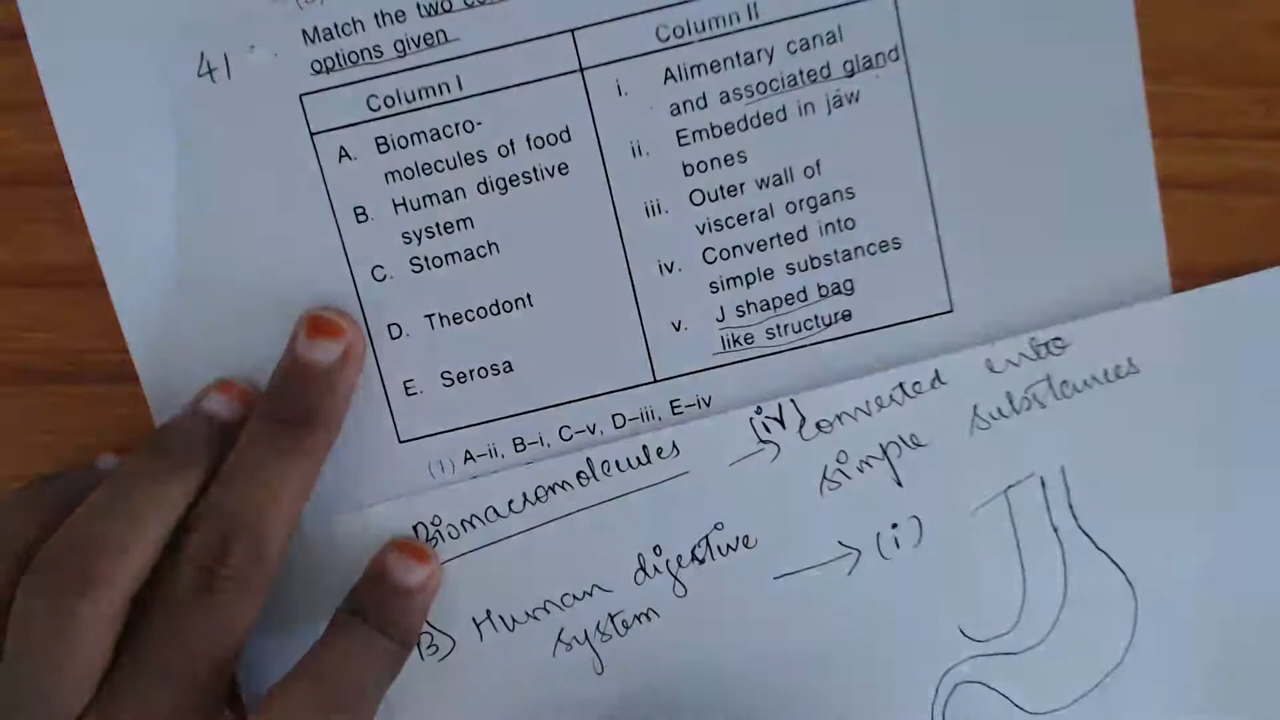 41
Match the two
options given
Column I
Column II
A. Biomacro-
molecules of food
B. Human digestive
system
C. Stomach
D. Thecodont
E. Serosa
i. Alimentary canal
and associated gland
ii. Embedded in jaw
bones
iii. Outer wall of
visceral organs
iv. Converted into
simple substances
v. J shaped bag
like structure
(1) A–ii, B–i, C–v, D–iii, E–iv
Biomacromolecules → (iv) Converted into
simple substances
B) Human digestive → (i)
system